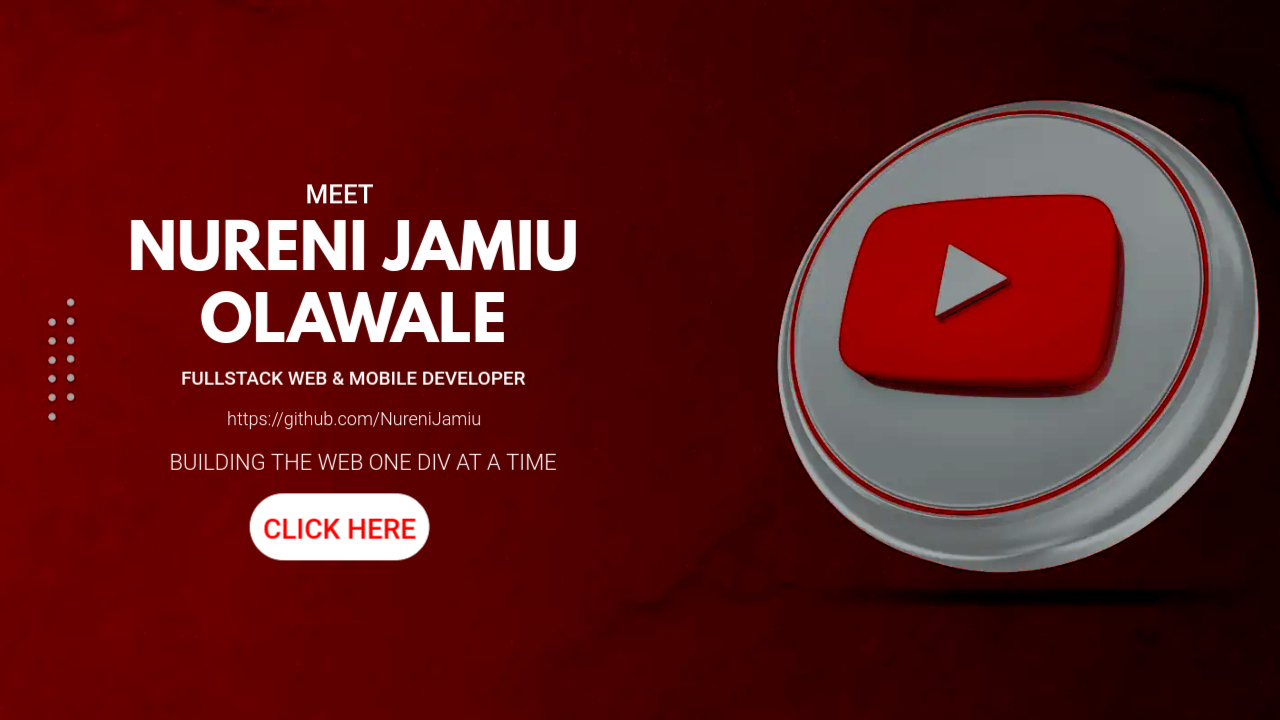 MEET
NURENI JAMIU
OLAWALE
FULLSTACK WEB & MOBILE DEVELOPER
https://github.com/NureniJamiu
BUILDING THE WEB ONE DIV AT A TIME
CLICK HERE